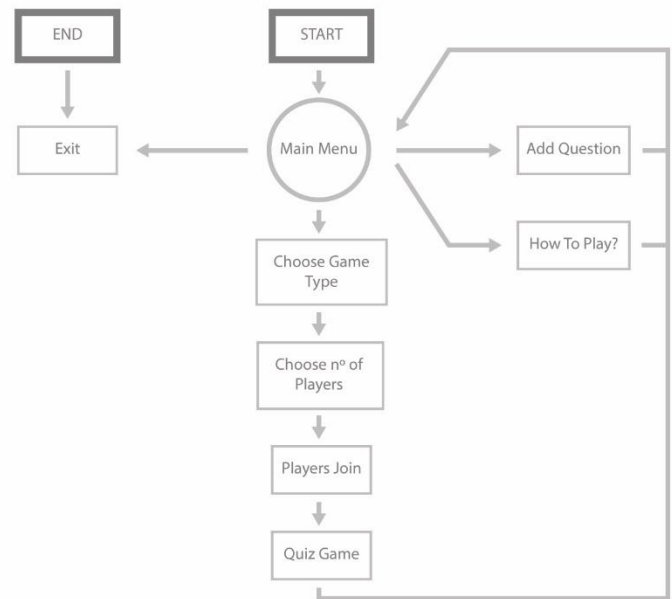 END
START
Exit
Main Menu
Add Question
How To Play?
Choose Game
Type
Choose nº of
Players
Players Join
Quiz Game